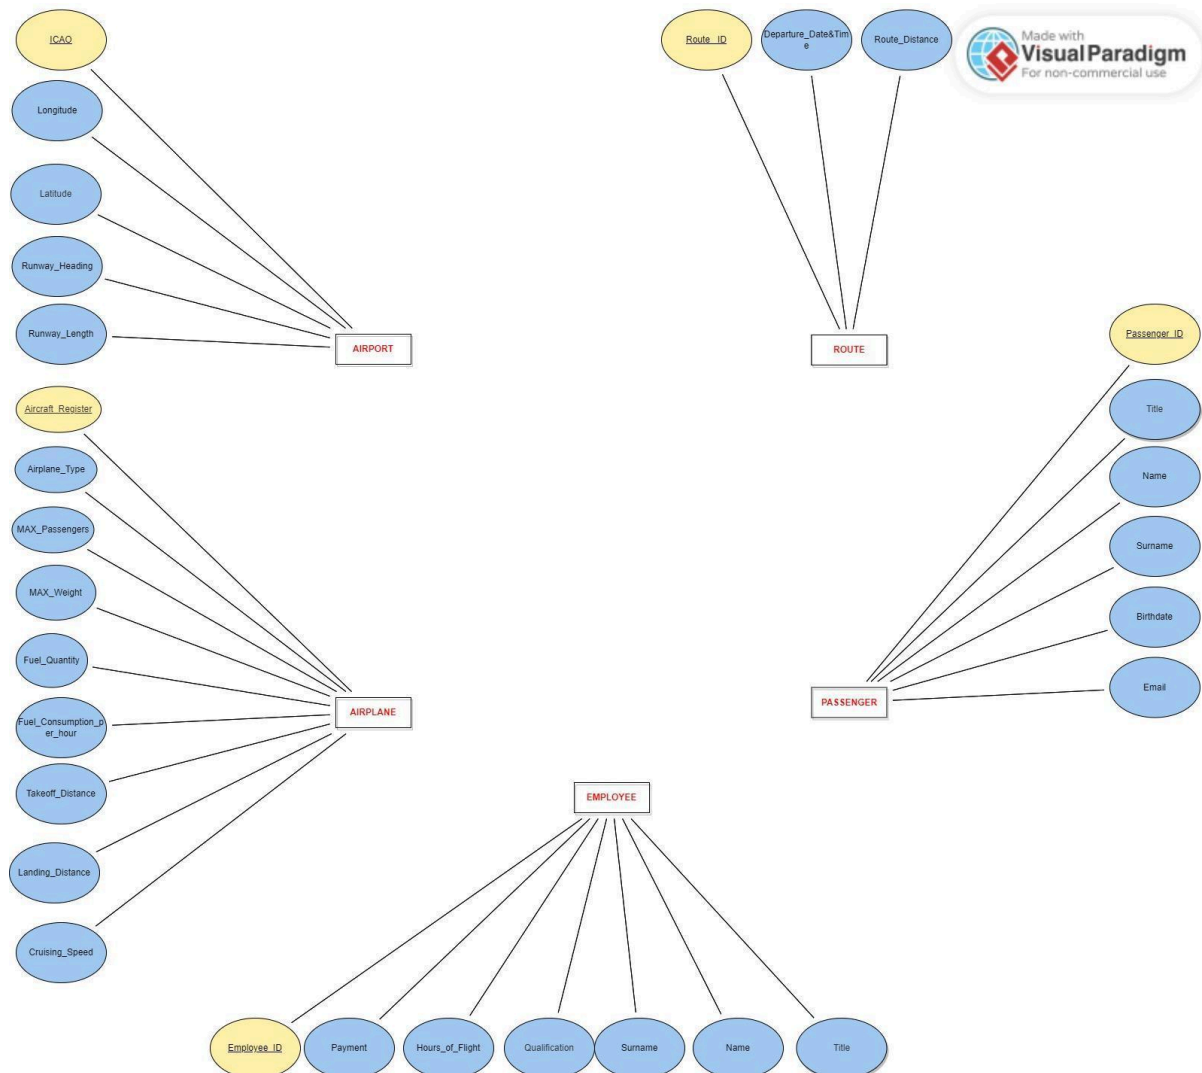 ICAO
Longitude
Latitude
Runway_Heading
Runway_Length
AIRPORT
Route_ID
Departure_Date&Tim
e
Route_Distance
Made with
Visual Paradigm
For non-commercial use
ROUTE
Aircraft_Register
Airplane_Type
MAX_Passengers
MAX_Weight
Fuel_Quantity
Fuel_Consumption_p
er_hour
Takeoff_Distance
Landing_Distance
Cruising_Speed
AIRPLANE
Passenger_ID
Title
Name
Surname
Birthdate
Email
PASSENGER
EMPLOYEE
Employee_ID
Payment
Hours_of_Flight
Qualification
Surname
Name
Title